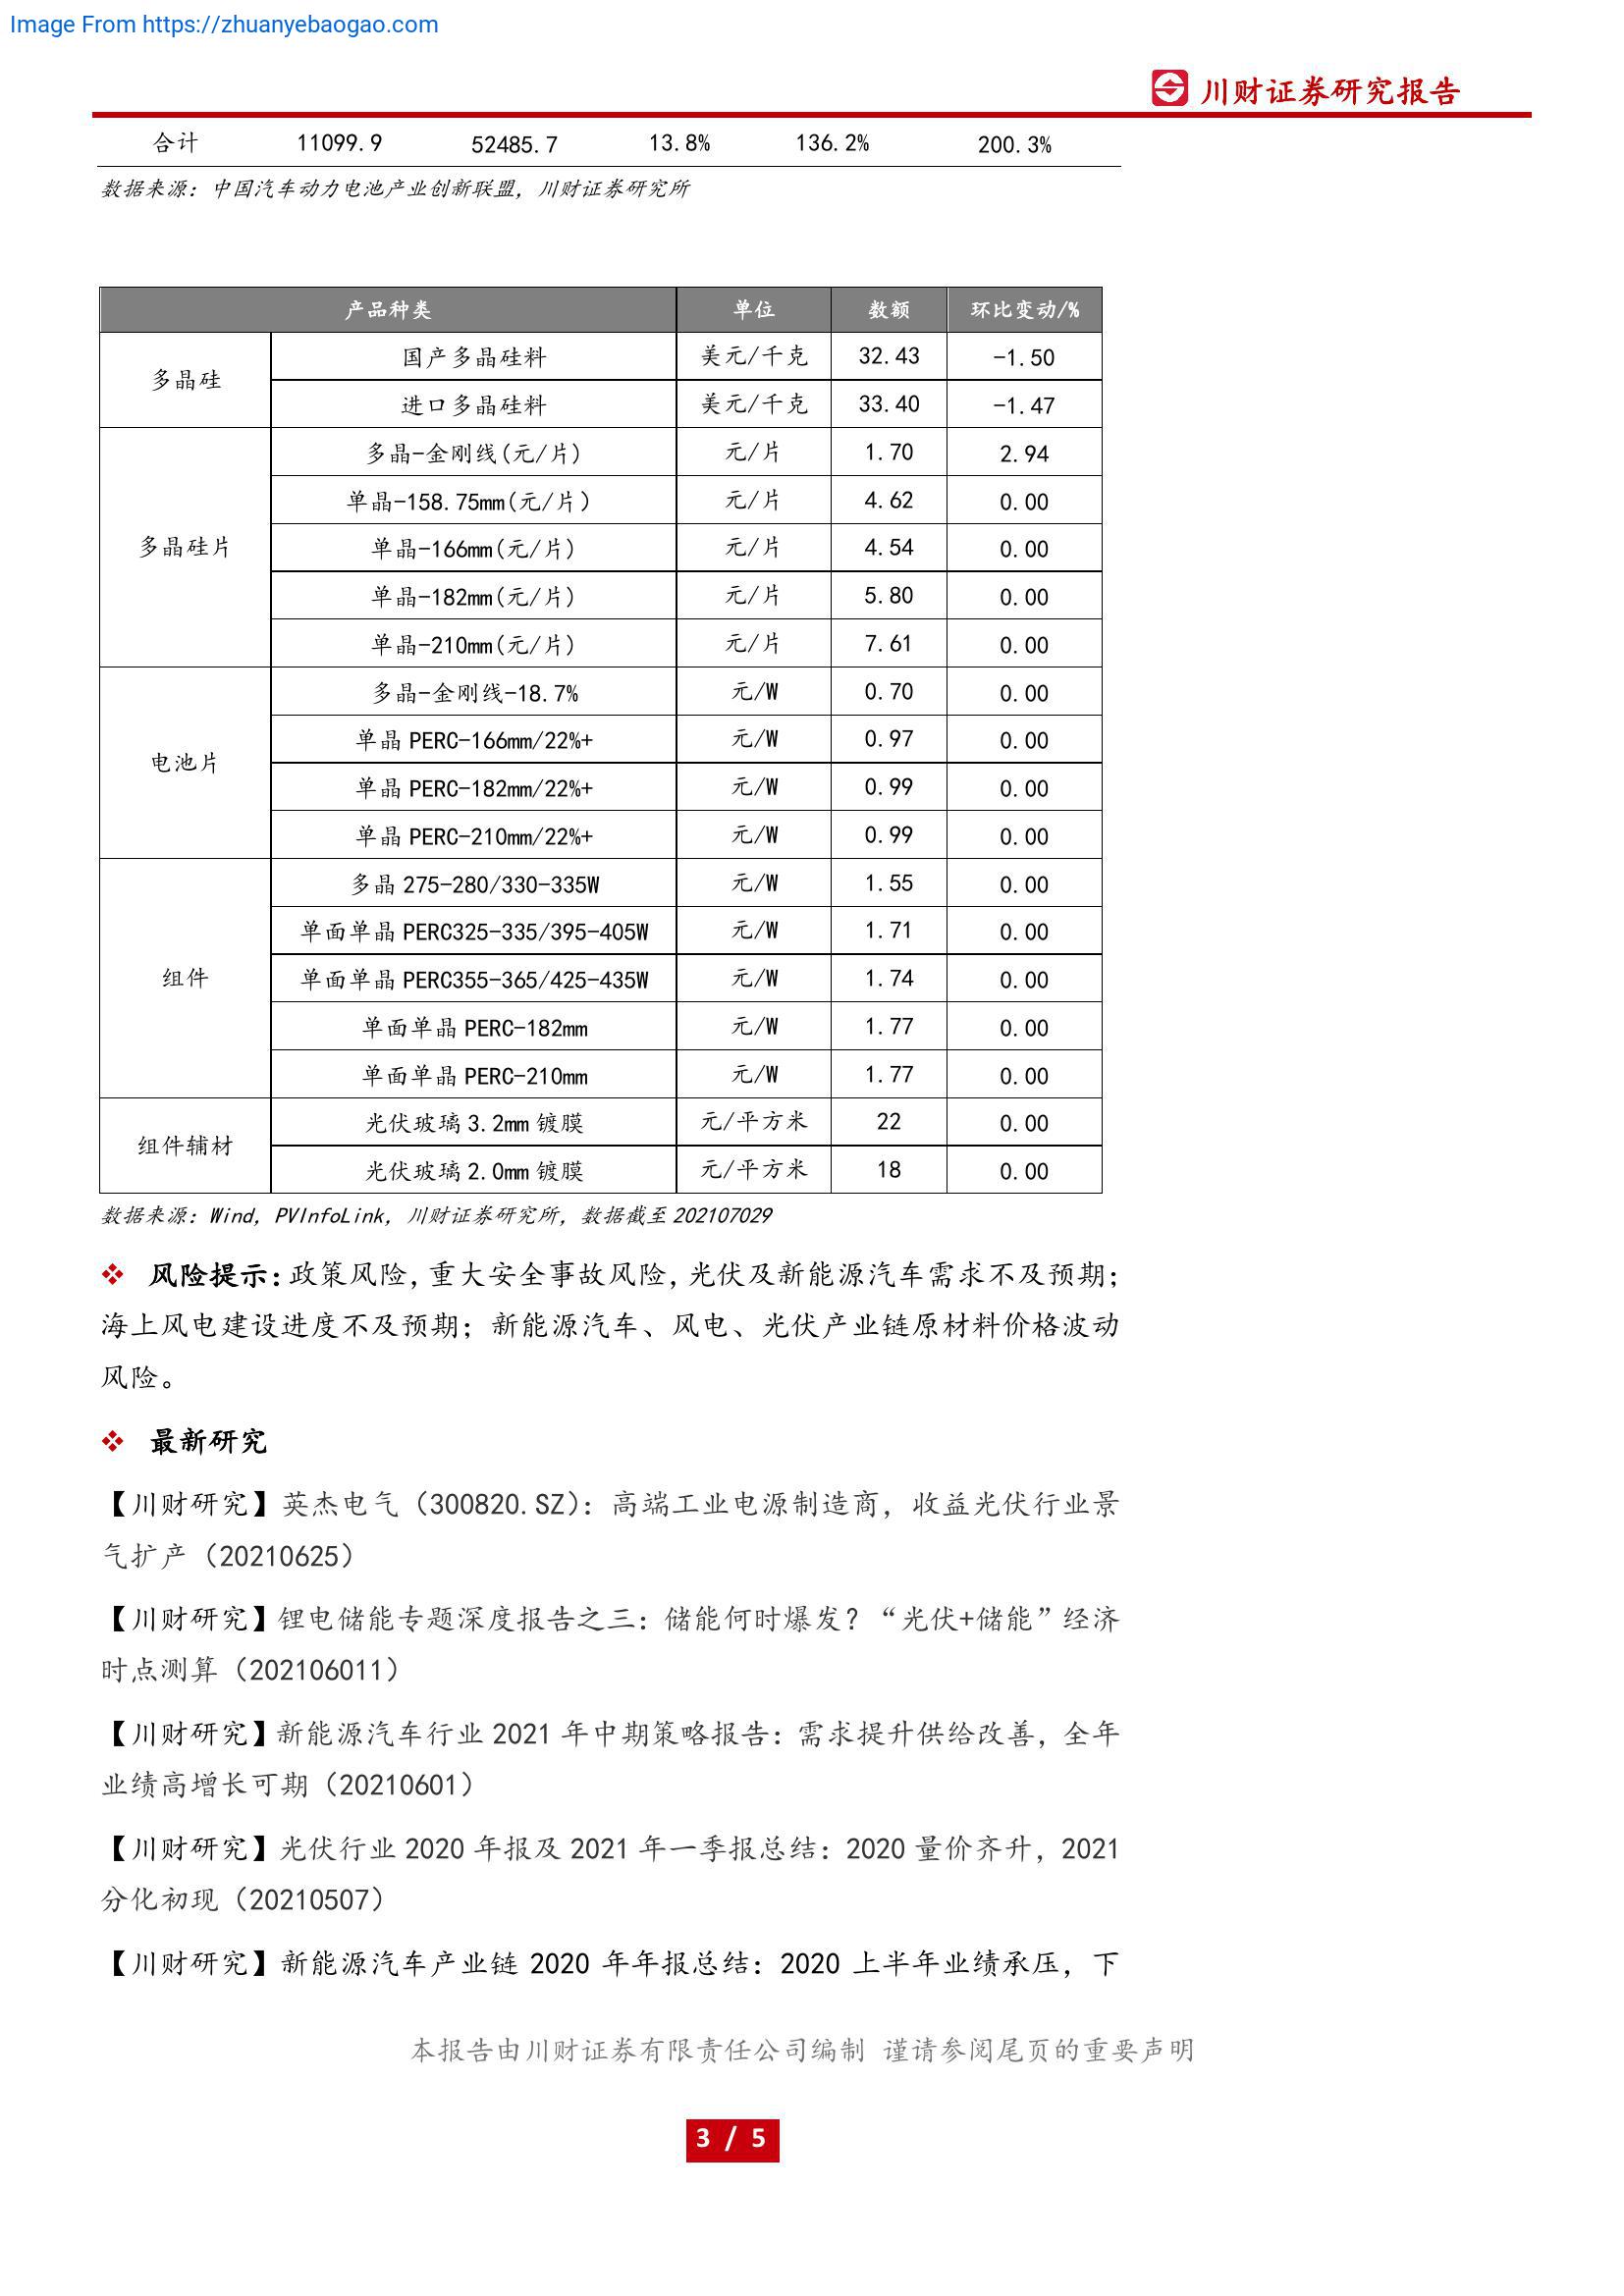 Image From https://zhuanyebaogao.com
川财证券研究报告
合计 11099.9 52485.7 13.8% 136.2% 200.3%
数据来源：中国汽车动力电池产业创新联盟，川财证券研究所
产品种类 单位 数额 环比变动/%
多晶硅 国产多晶硅料 美元/千克 32.43 -1.50
进口多晶硅料 美元/千克 33.40 -1.47
多晶硅片 多晶-金刚线(元/片) 元/片 1.70 2.94
单晶-158.75mm(元/片) 元/片 4.62 0.00
单晶-166mm(元/片) 元/片 4.54 0.00
单晶-182mm(元/片) 元/片 5.80 0.00
单晶-210mm(元/片) 元/片 7.61 0.00
电池片 多晶-金刚线-18.7% 元/W 0.70 0.00
单晶 PERC-166mm/22%+ 元/W 0.97 0.00
单晶 PERC-182mm/22%+ 元/W 0.99 0.00
单晶 PERC-210mm/22%+ 元/W 0.99 0.00
组件 多晶 275-280/330-335W 元/W 1.55 0.00
单面单晶 PERC325-335/395-405W 元/W 1.71 0.00
单面单晶 PERC355-365/425-435W 元/W 1.74 0.00
单面单晶 PERC-182mm 元/W 1.77 0.00
单面单晶 PERC-210mm 元/W 1.77 0.00
组件辅材 光伏玻璃 3.2mm 镀膜 元/平方米 22 0.00
光伏玻璃 2.0mm 镀膜 元/平方米 18 0.00
数据来源：Wind，PVInfoLink，川财证券研究所，数据截至 202107029
❖ 风险提示：政策风险，重大安全事故风险，光伏及新能源汽车需求不及预期；
海上风电建设进度不及预期；新能源汽车、风电、光伏产业链原材料价格波动
风险。
❖ 最新研究
【川财研究】英杰电气（300820.SZ）：高端工业电源制造商，收益光伏行业景
气扩产（20210625）
【川财研究】锂电储能专题深度报告之三：储能何时爆发？“光伏+储能”经济
时点测算（202106011）
【川财研究】新能源汽车行业 2021 年中期策略报告：需求提升供给改善，全年
业绩高增长可期（20210601）
【川财研究】光伏行业 2020 年报及 2021 年一季报总结：2020 量价齐升，2021
分化初现（20210507）
【川财研究】新能源汽车产业链 2020 年年报总结：2020 上半年业绩承压，下
本报告由川财证券有限责任公司编制 谨请参阅尾页的重要声明
3 / 5